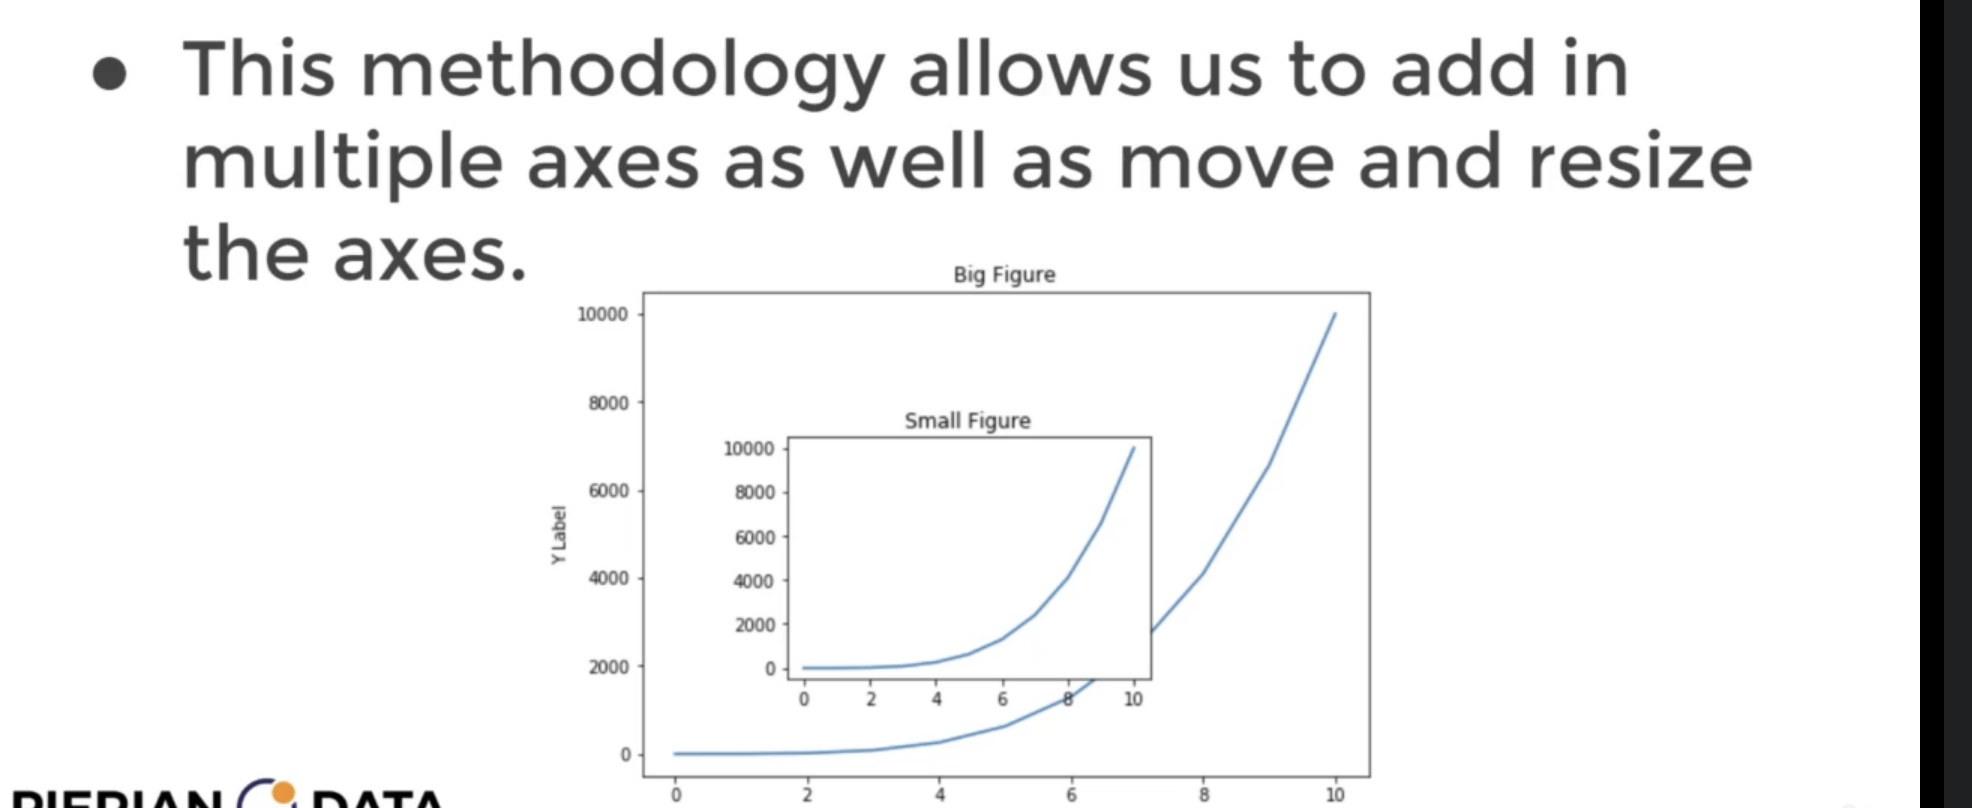 ● This methodology allows us to add in
multiple axes as well as move and resize
the axes.
Big Figure
10000
8000
6000
4000
2000
0
Y Label
Small Figure
10000
8000
6000
4000
2000
0
0 2 4 6 8 10
0 2 4 6 8 10
PIERIAN DATA